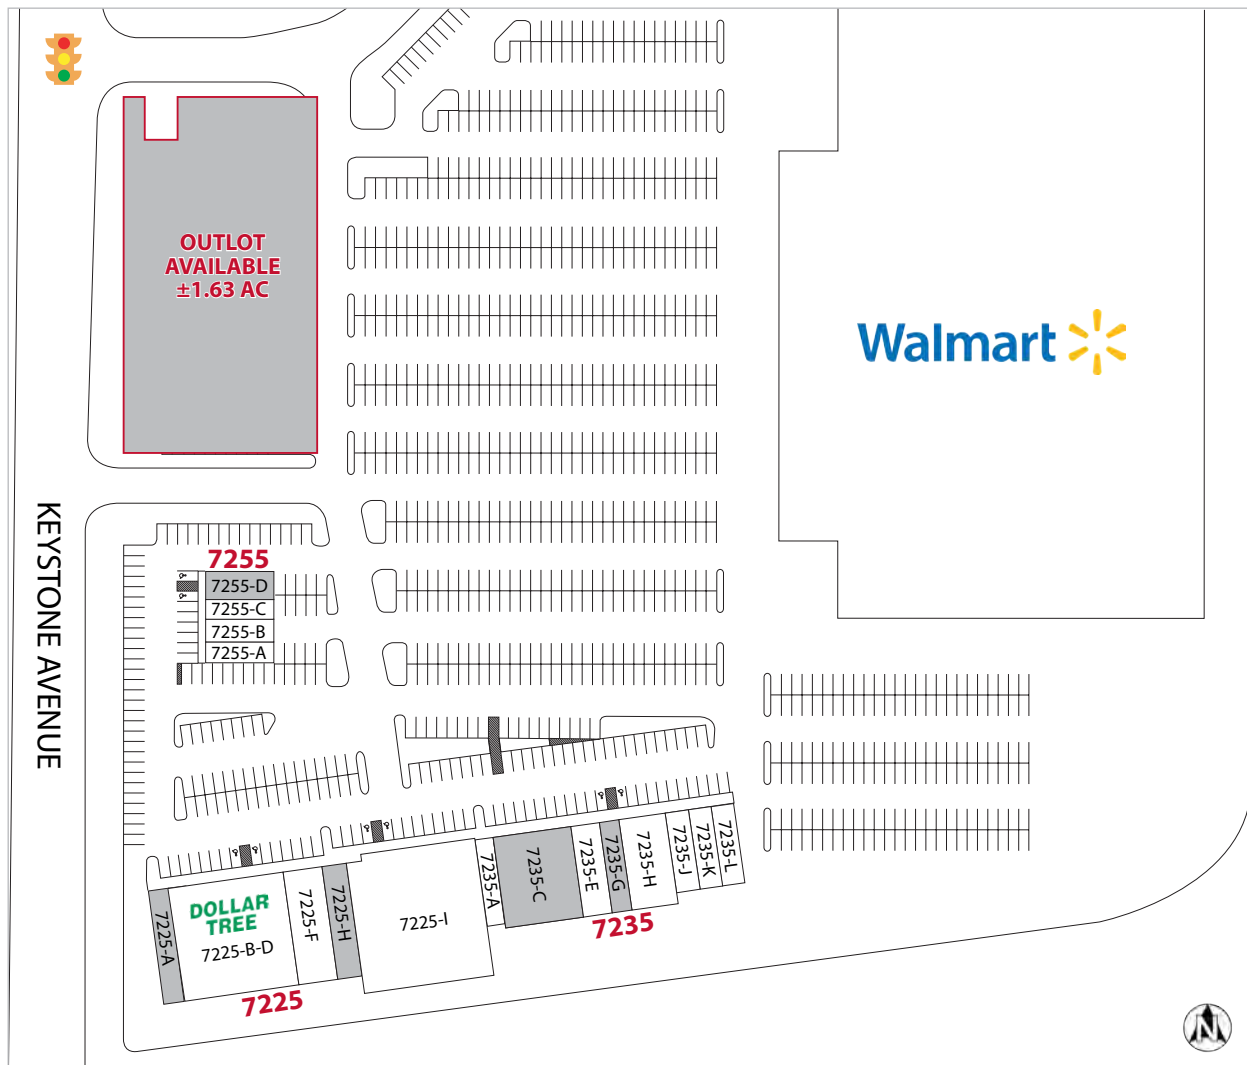 OUTLOT
AVAILABLE
±1.63 AC
Walmart
KEYSTONE AVENUE
7255
7255-D
7255-C
7255-B
7255-A
7225-A
DOLLAR
TREE
7225-B-D
7225-F
7225-H
7225-I
7225
7235-A
7235-C
7235-E
7235-G
7235-H
7235-J
7235-K
7235-L
7235
N